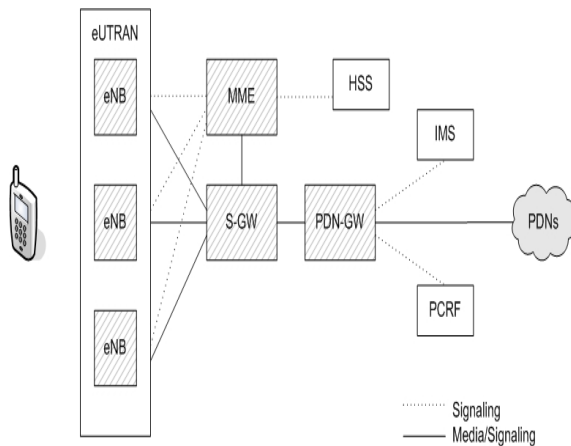 eUTRAN
eNB
MME
HSS
IMS
eNB
S-GW
PDN-GW
PDNs
PCRF
eNB
Signaling
Media/Signaling